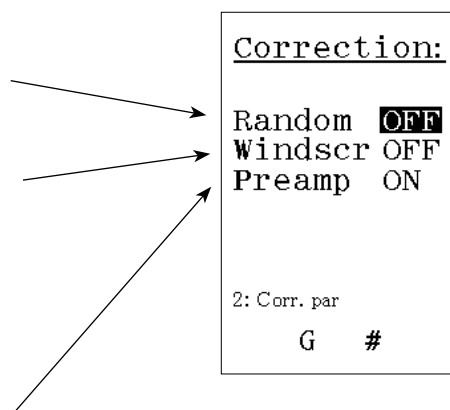 Correction:
Random OFF
Windscr OFF
Preamp ON
2: Corr. par
G #